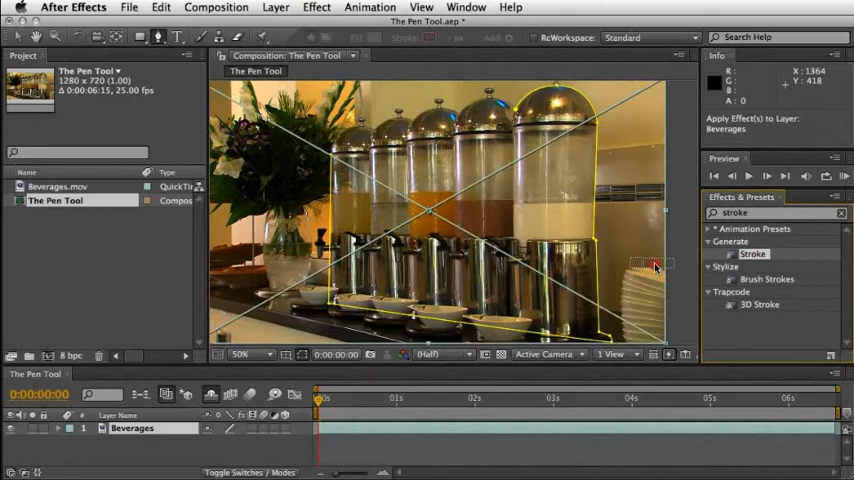 After Effects File Edit Composition Layer Effect Animation View Window Help
The Pen Tool.aep *
RcWorkspace: Standard Search Help
Project
The Pen Tool
1280 x 720 (1.00)
Δ 0:00:06:15, 25.00 fps
Name Type
Beverages.mov QuickTi
The Pen Tool Compos
8 bpc
Composition: The Pen Tool
The Pen Tool
50% 0:00:00:00 (Half) Active Camera 1 View
Info
R : X : 1364
G : Y : 418
B :
A : 0
Apply Effect(s) to Layer:
Beverages
Preview
Effects & Presets
stroke
* Animation Presets
Generate
Stroke
Stylize
Brush Strokes
Trapcode
3D Stroke
The Pen Tool
0:00:00:00
# Layer Name
1 Beverages
01s 02s 03s 04s 05s 06s
Toggle Switches / Modes